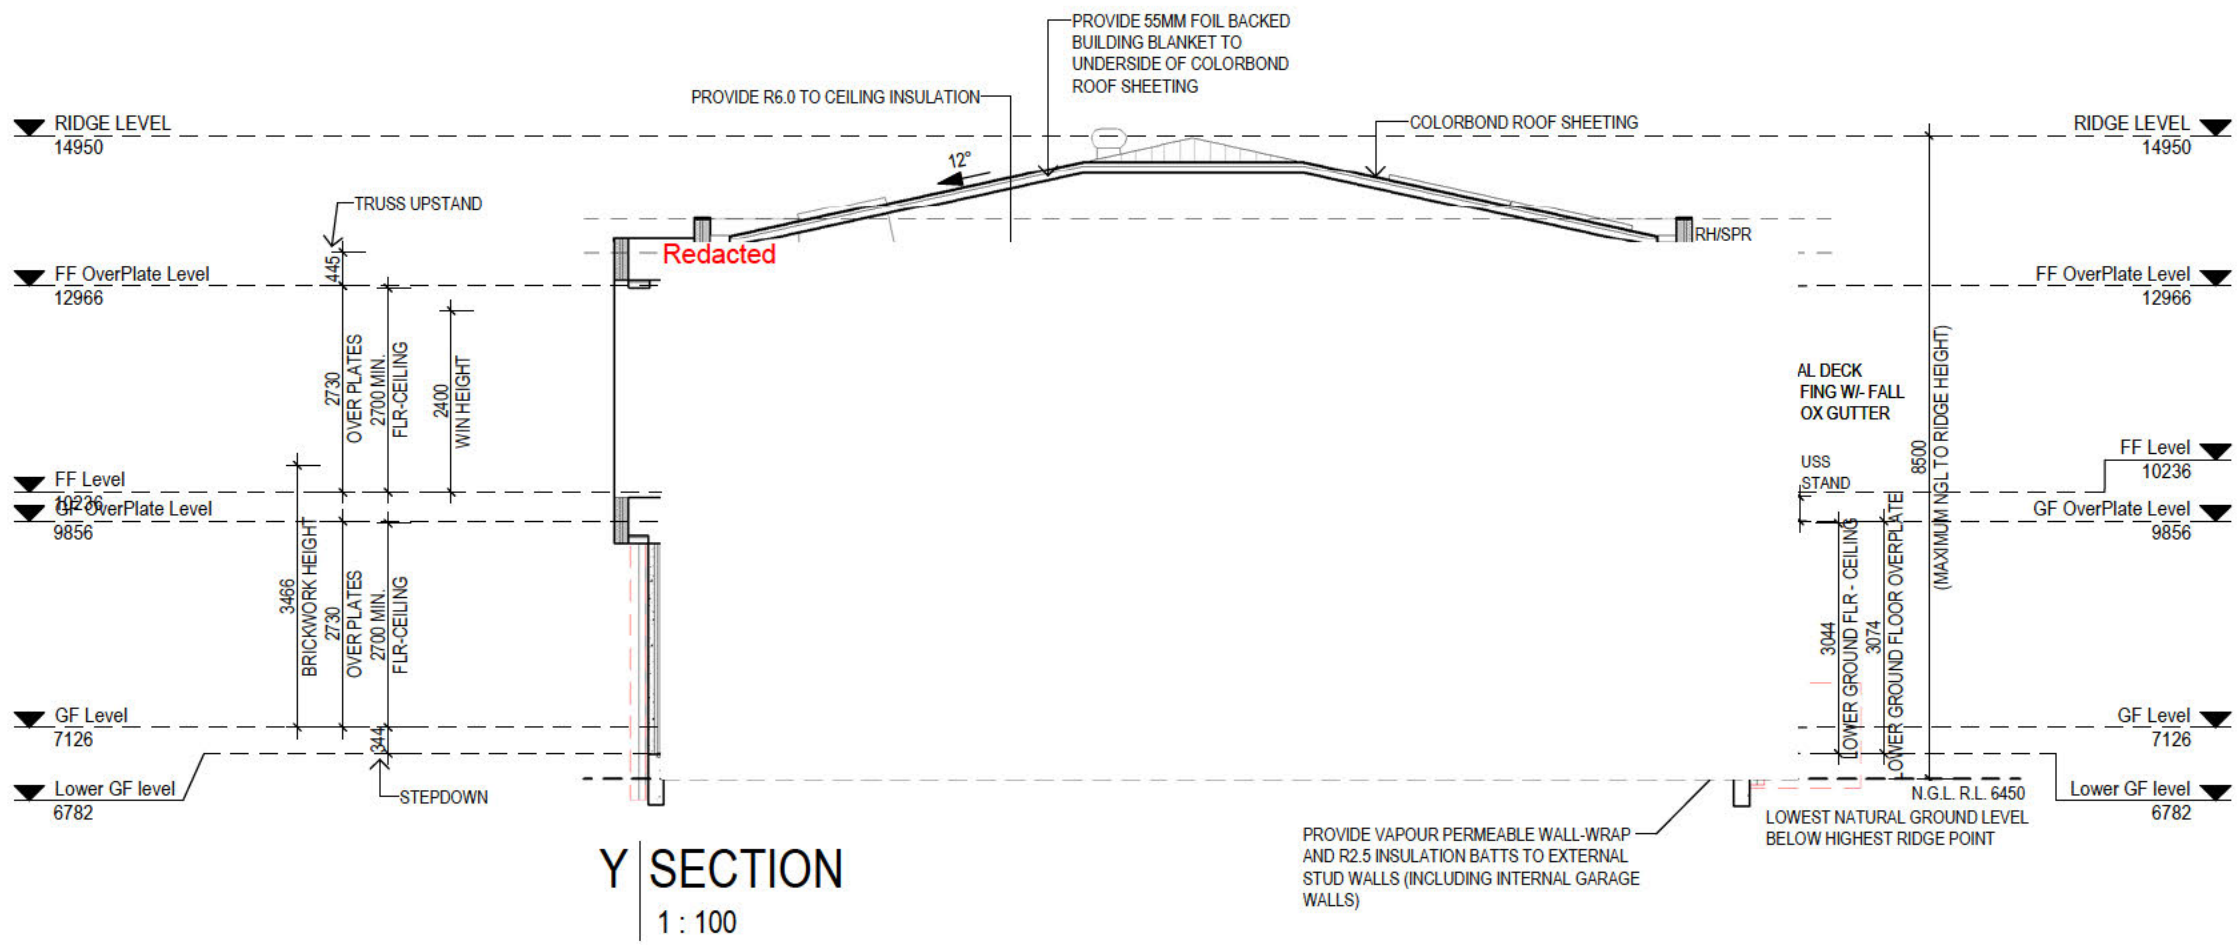 PROVIDE 55MM FOIL BACKED
BUILDING BLANKET TO
UNDERSIDE OF COLORBOND
ROOF SHEETING
PROVIDE R6.0 TO CEILING INSULATION
COLORBOND ROOF SHEETING
RIDGE LEVEL
14950
RIDGE LEVEL
14950
12°
TRUSS UPSTAND
RH/SPR
Redacted
445
FF OverPlate Level
12966
FF OverPlate Level
12966
2730
OVER PLATES
2700 MIN.
FLR-CEILING
2400
WIN HEIGHT
AL DECK
FING W/- FALL
OX GUTTER
USS
STAND
8500
(MAXIMUM NGL TO RIDGE HEIGHT)
FF Level
10236
FF Level
10236
GF OverPlate Level
9856
GF OverPlate Level
9856
3466
BRICKWORK HEIGHT
2730
OVER PLATES
2700 MIN.
FLR-CEILING
3044
LOWER GROUND FLR - CEILING
3074
LOWER GROUND FLOOR OVERPLATE
GF Level
7126
GF Level
7126
344
STEPDOWN
Lower GF level
6782
Lower GF level
6782
N.G.L. R.L. 6450
LOWEST NATURAL GROUND LEVEL
BELOW HIGHEST RIDGE POINT
PROVIDE VAPOUR PERMEABLE WALL-WRAP
AND R2.5 INSULATION BATTS TO EXTERNAL
STUD WALLS (INCLUDING INTERNAL GARAGE
WALLS)
Y SECTION
1 : 100